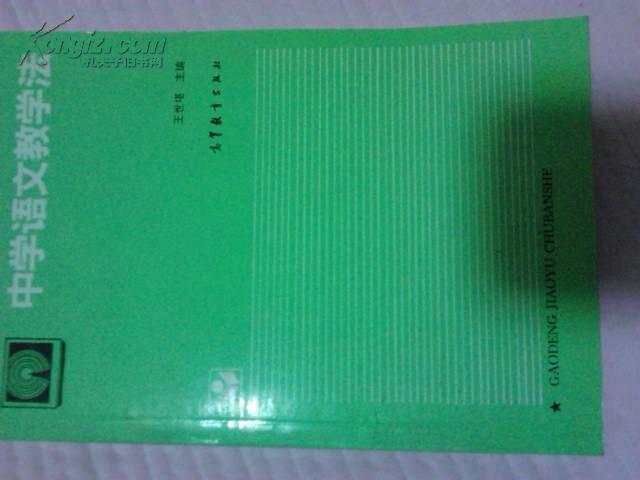 中学语文教学法
王世堪 主编
高等教育出版社
★ GAODENG JIAOYU CHUBANSHE
Kongfz.com
孔夫子旧书网